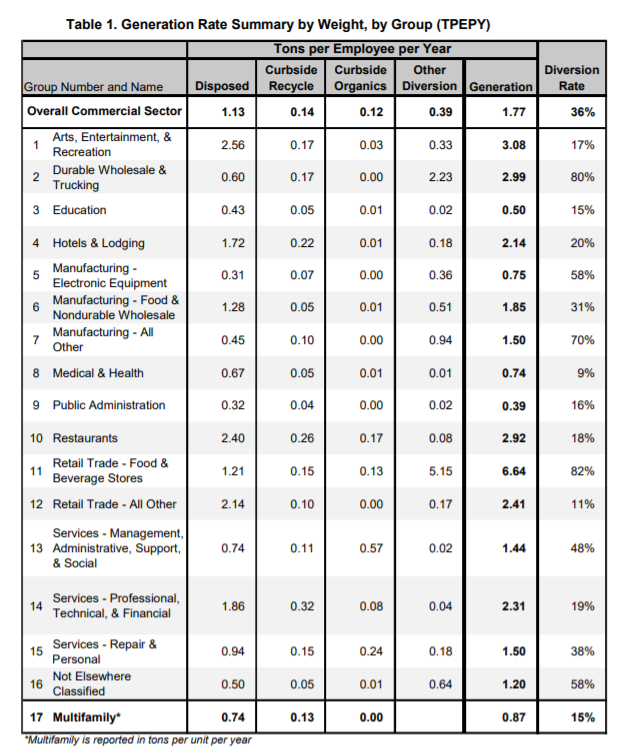 Table 1. Generation Rate Summary by Weight, by Group (TPEPY)
Tons per Employee per Year
Group Number and Name Disposed Curbside Recycle Curbside Organics Other Diversion Generation Diversion Rate
Overall Commercial Sector 1.13 0.14 0.12 0.39 1.77 36%
1 Arts, Entertainment, & Recreation 2.56 0.17 0.03 0.33 3.08 17%
2 Durable Wholesale & Trucking 0.60 0.17 0.00 2.23 2.99 80%
3 Education 0.43 0.05 0.01 0.02 0.50 15%
4 Hotels & Lodging 1.72 0.22 0.01 0.18 2.14 20%
5 Manufacturing - Electronic Equipment 0.31 0.07 0.00 0.36 0.75 58%
6 Manufacturing - Food & Nondurable Wholesale 1.28 0.05 0.01 0.51 1.85 31%
7 Manufacturing - All Other 0.45 0.10 0.00 0.94 1.50 70%
8 Medical & Health 0.67 0.05 0.01 0.01 0.74 9%
9 Public Administration 0.32 0.04 0.00 0.02 0.39 16%
10 Restaurants 2.40 0.26 0.17 0.08 2.92 18%
11 Retail Trade - Food & Beverage Stores 1.21 0.15 0.13 5.15 6.64 82%
12 Retail Trade - All Other 2.14 0.10 0.00 0.17 2.41 11%
13 Services - Management, Administrative, Support, & Social 0.74 0.11 0.57 0.02 1.44 48%
14 Services - Professional, Technical, & Financial 1.86 0.32 0.08 0.04 2.31 19%
15 Services - Repair & Personal 0.94 0.15 0.24 0.18 1.50 38%
16 Not Elsewhere Classified 0.50 0.05 0.01 0.64 1.20 58%
17 Multifamily* 0.74 0.13 0.00 0.87 15%
*Multifamily is reported in tons per unit per year